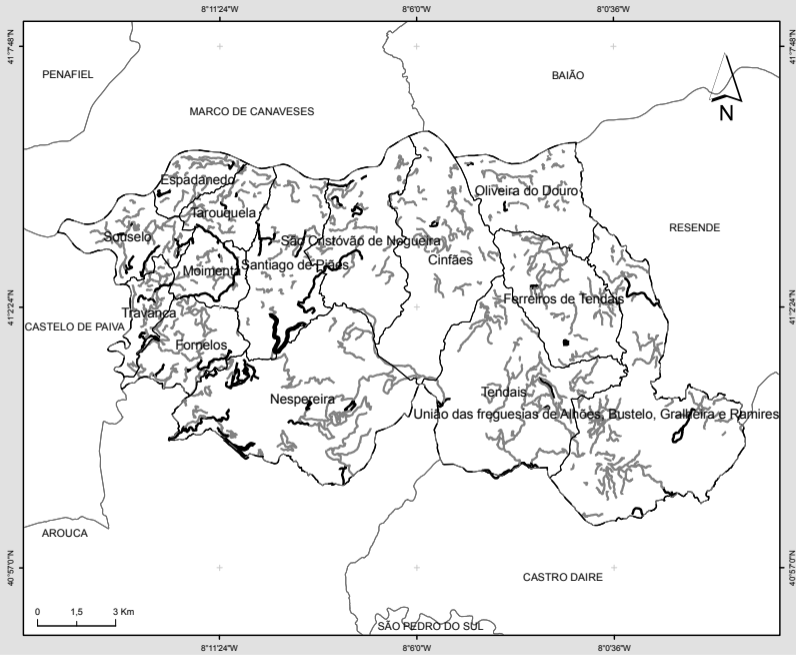 8°11'24"W
8°6'0"W
8°0'36"W
41°7'48"N
41°7'48"N
PENAFIEL
BAIÃO
MARCO DE CANAVESES
N
Espadanedo
Oliveira do Douro
Tarouquela
RESENDE
Souselo
São Cristóvão de Nogueira
Cinfães
Santiago de Piães
Moimenta
Ferreiros de Tendais
41°2'24"N
41°2'24"N
Travanca
CASTELO DE PAIVA
Fornelos
Tendais
Nespereira
União das freguesias de Alhões, Bustelo, Gralheira e Ramires
AROUCA
40°57'0"N
40°57'0"N
CASTRO DAIRE
0 1,5 3 Km
SÃO PEDRO DO SUL
8°11'24"W
8°6'0"W
8°0'36"W